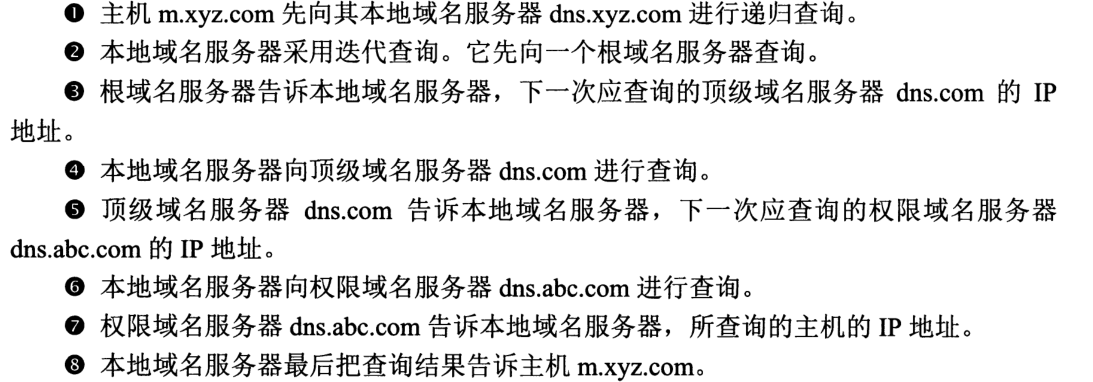 ❶ 主机 m.xyz.com 先向其本地域名服务器 dns.xyz.com 进行递归查询。
❷ 本地域名服务器采用迭代查询。它先向一个根域名服务器查询。
❸ 根域名服务器告诉本地域名服务器，下一次应查询的顶级域名服务器 dns.com 的 IP
地址。
❹ 本地域名服务器向顶级域名服务器 dns.com 进行查询。
❺ 顶级域名服务器 dns.com 告诉本地域名服务器，下一次应查询的权限域名服务器
dns.abc.com 的 IP 地址。
❻ 本地域名服务器向权限域名服务器 dns.abc.com 进行查询。
❼ 权限域名服务器 dns.abc.com 告诉本地域名服务器，所查询的主机的 IP 地址。
❽ 本地域名服务器最后把查询结果告诉主机 m.xyz.com。